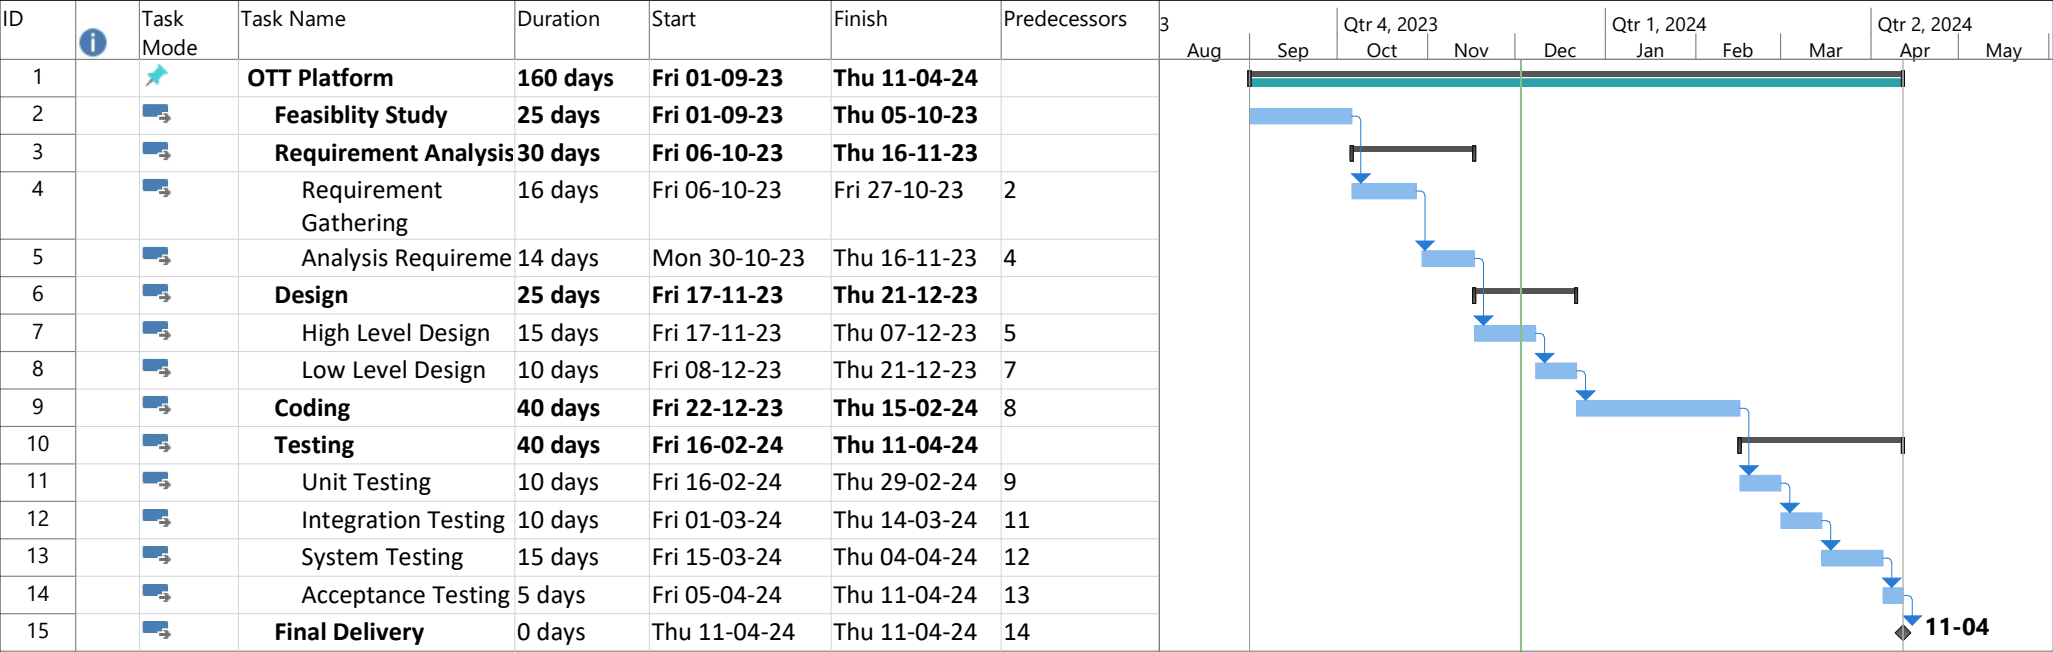 ID Task Mode Task Name Duration Start Finish Predecessors
3 Qtr 4, 2023 Qtr 1, 2024 Qtr 2, 2024
Aug Sep Oct Nov Dec Jan Feb Mar Apr May
1 OTT Platform 160 days Fri 01-09-23 Thu 11-04-24
2 Feasiblity Study 25 days Fri 01-09-23 Thu 05-10-23
3 Requirement Analysis 30 days Fri 06-10-23 Thu 16-11-23
4 Requirement Gathering 16 days Fri 06-10-23 Fri 27-10-23 2
5 Analysis Requireme 14 days Mon 30-10-23 Thu 16-11-23 4
6 Design 25 days Fri 17-11-23 Thu 21-12-23
7 High Level Design 15 days Fri 17-11-23 Thu 07-12-23 5
8 Low Level Design 10 days Fri 08-12-23 Thu 21-12-23 7
9 Coding 40 days Fri 22-12-23 Thu 15-02-24 8
10 Testing 40 days Fri 16-02-24 Thu 11-04-24
11 Unit Testing 10 days Fri 16-02-24 Thu 29-02-24 9
12 Integration Testing 10 days Fri 01-03-24 Thu 14-03-24 11
13 System Testing 15 days Fri 15-03-24 Thu 04-04-24 12
14 Acceptance Testing 5 days Fri 05-04-24 Thu 11-04-24 13
15 Final Delivery 0 days Thu 11-04-24 Thu 11-04-24 14 11-04